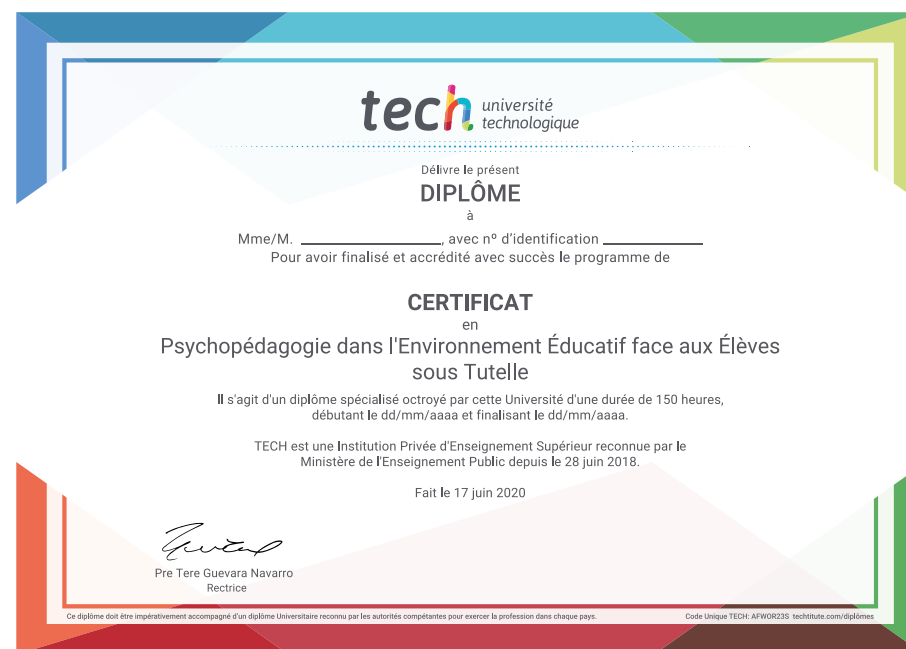 tech université
technologique
Délivre le présent
DIPLÔME
à
Mme/M. ____________________, avec nº d'identification ______________
Pour avoir finalisé et accrédité avec succès le programme de
CERTIFICAT
en
Psychopédagogie dans l'Environnement Éducatif face aux Élèves
sous Tutelle
Il s'agit d'un diplôme spécialisé octroyé par cette Université d'une durée de 150 heures,
débutant le dd/mm/aaaa et finalisant le dd/mm/aaaa.
TECH est une Institution Privée d'Enseignement Supérieur reconnue par le
Ministère de l'Enseignement Public depuis le 28 juin 2018.
Fait le 17 juin 2020
Pre Tere Guevara Navarro
Rectrice
Ce diplôme doit être impérativement accompagné d'un diplôme Universitaire reconnu par les autorités compétantes pour exercer la profession dans chaque pays.
Code Unique TECH: AFWOR23S techtitute.com/diplômes